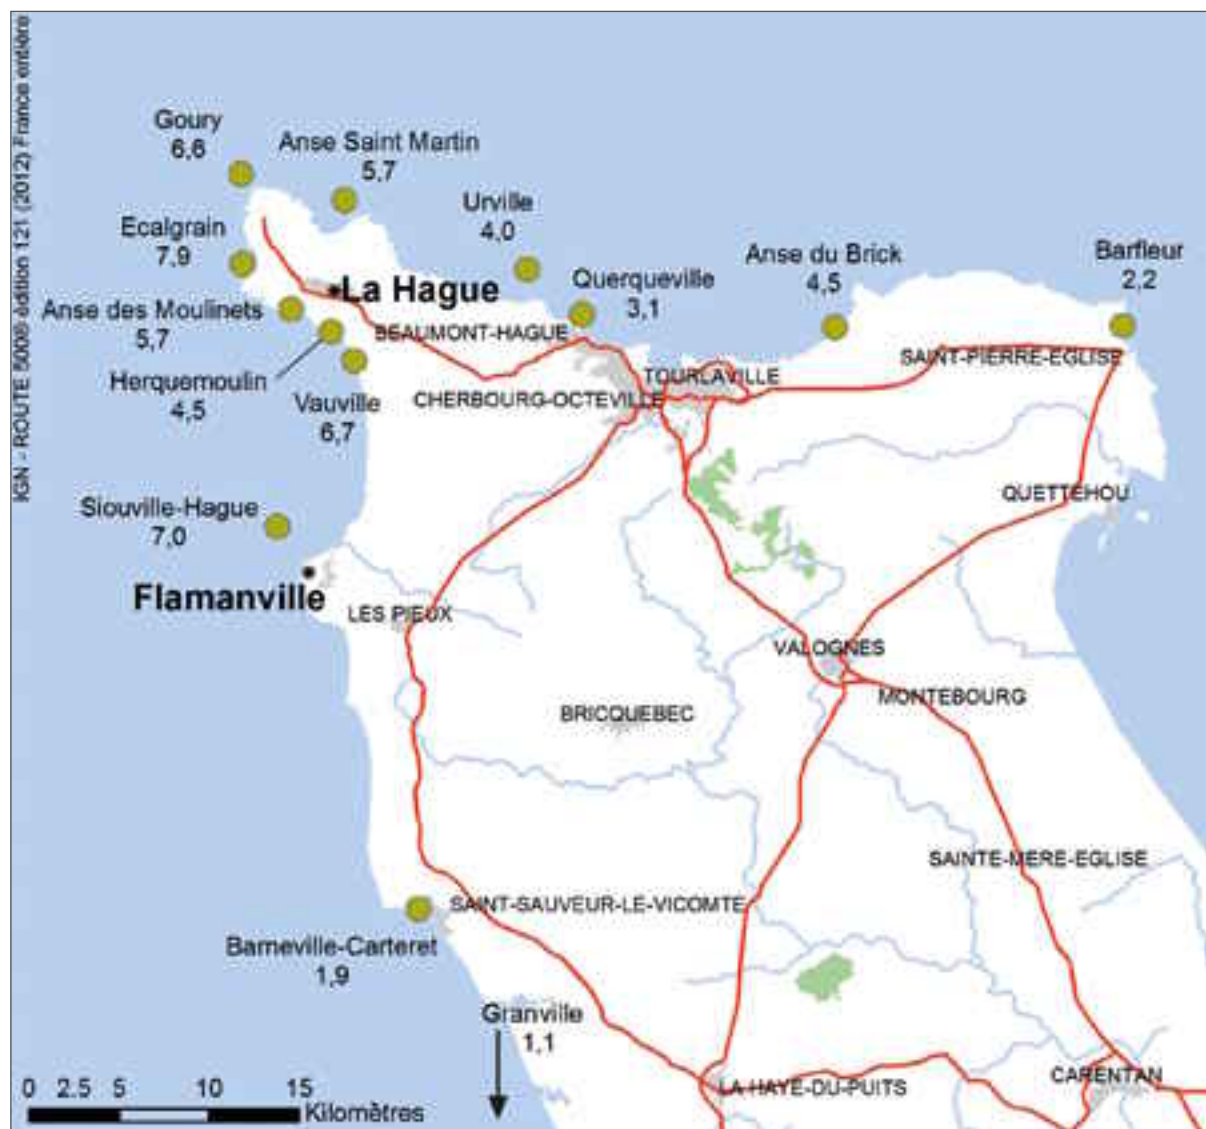 IGN - ROUTE 500® édition 121 (2012) France entière
Goury
6,6
Anse Saint Martin
5,7
Urville
4,0
Ecalgrain
7,9
Querqueville
3,1
Anse du Brick
4,5
Barfleur
2,2
La Hague
Anse des Moulinets
5,7
BEAUMONT-HAGUE
SAINT-PIERRE-EGLISE
Herquemoulin
4,5
TOURLAVILLE
CHERBOURG-OCTEVILLE
Vauville
6,7
QUETTEHOU
Siouville-Hague
7,0
Flamanville
LES PIEUX
VALOGNES
MONTEBOURG
BRICQUEBEC
SAINTE-MERE-EGLISE
SAINT-SAUVEUR-LE-VICOMTE
Barneville-Carteret
1,9
Granville
1,1
CARENTAN
LA HAYE-DU-PUITS
0 2.5 5 10 15
Kilomètres